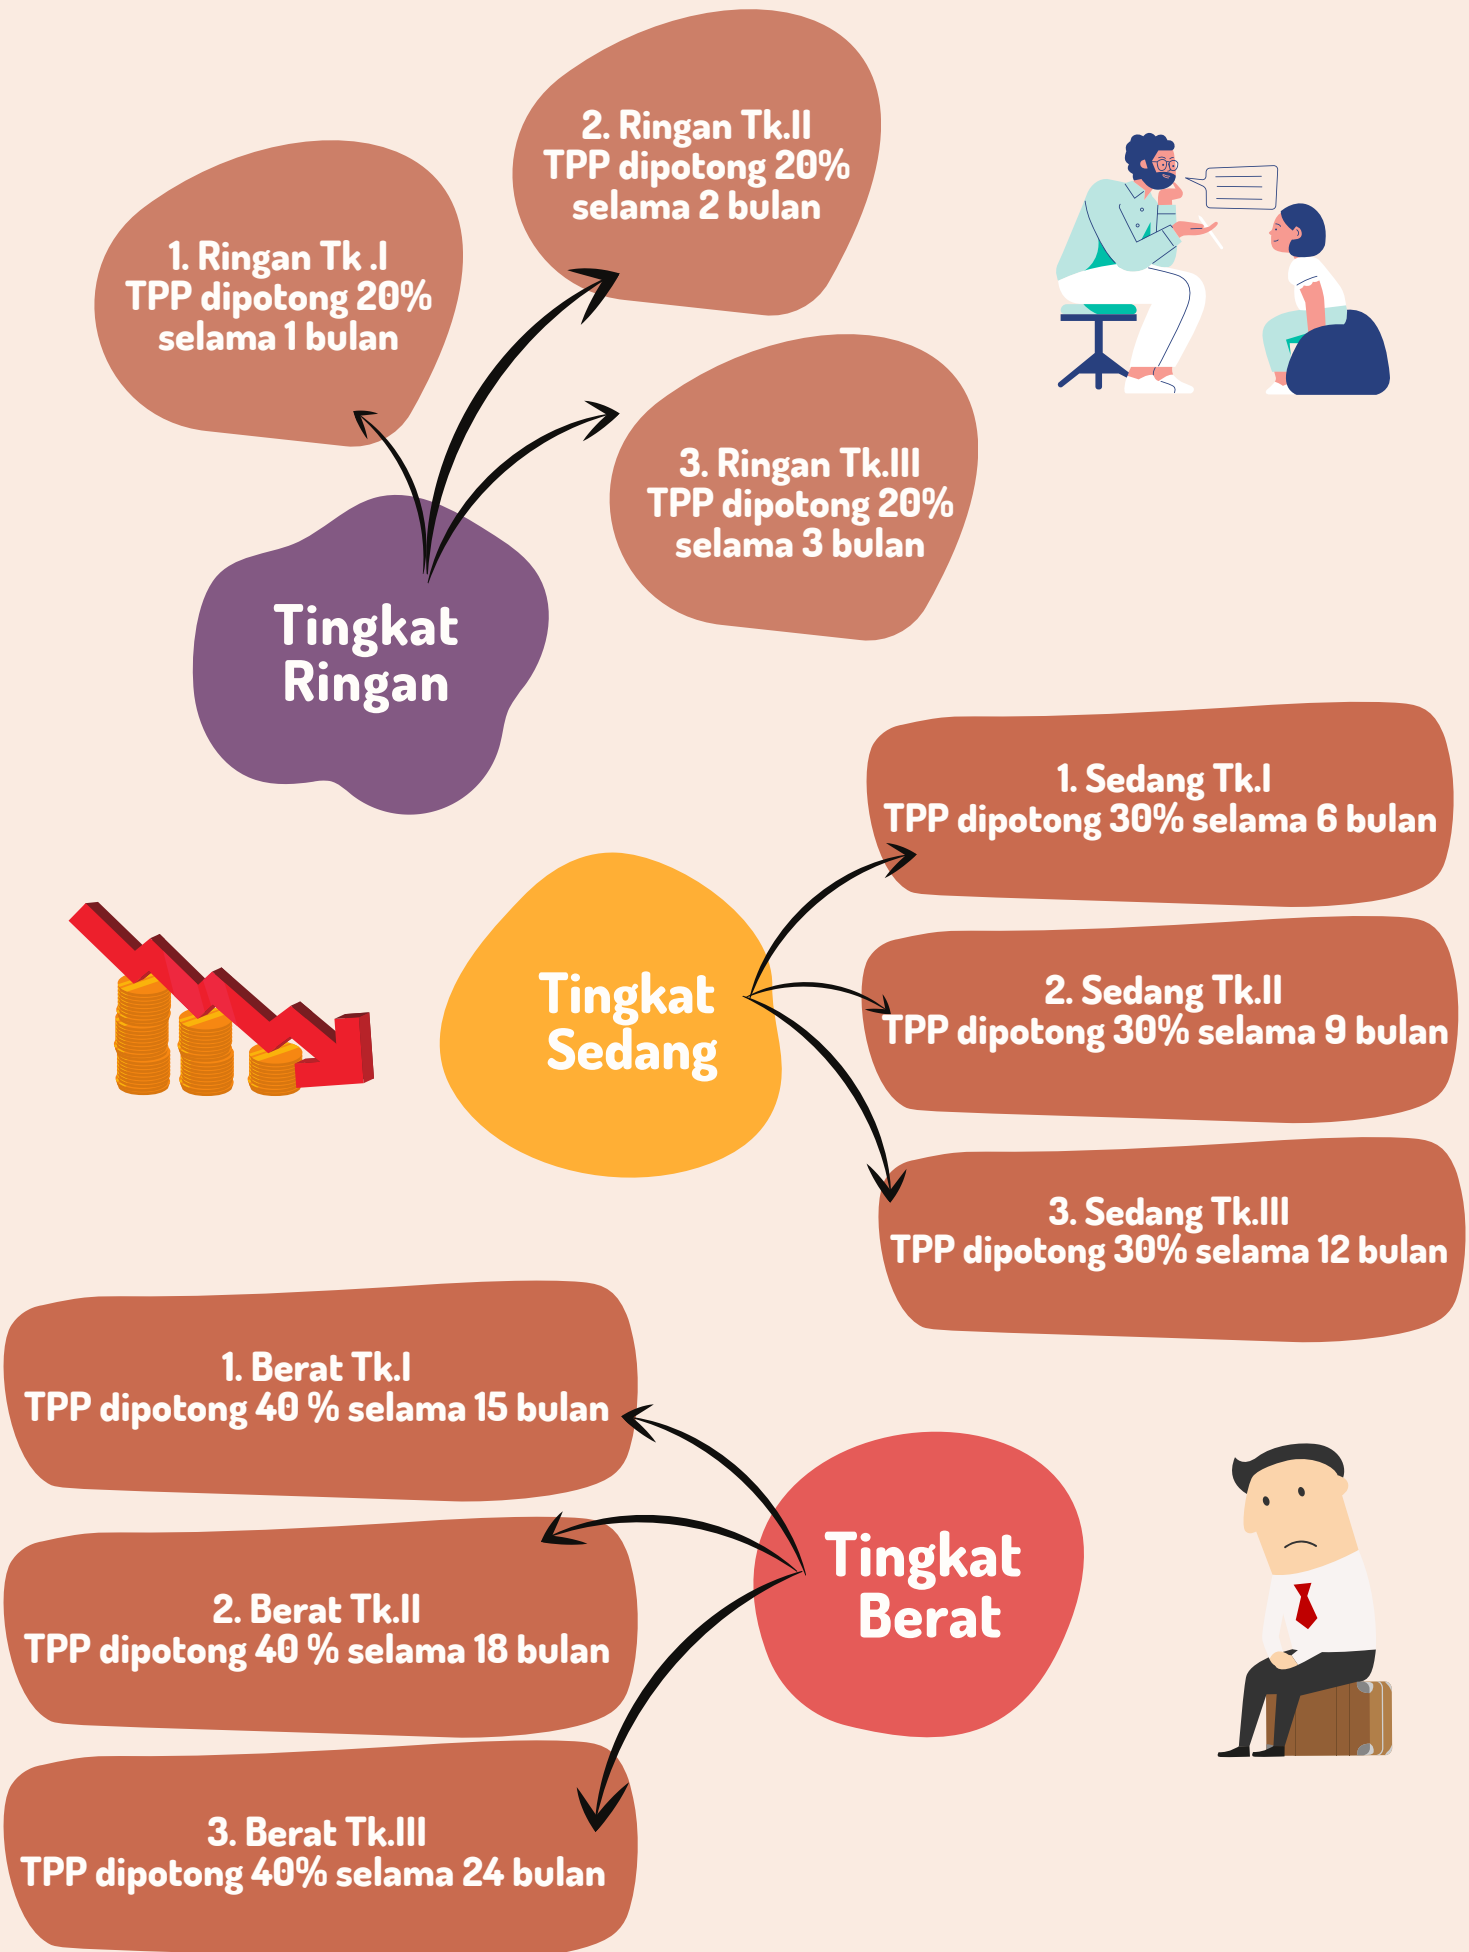 2. Ringan Tk.II
TPP dipotong 20%
selama 2 bulan
1. Ringan Tk .I
TPP dipotong 20%
selama 1 bulan
3. Ringan Tk.III
TPP dipotong 20%
selama 3 bulan
Tingkat
Ringan
1. Sedang Tk.I
TPP dipotong 30% selama 6 bulan
Tingkat
Sedang
2. Sedang Tk.II
TPP dipotong 30% selama 9 bulan
3. Sedang Tk.III
TPP dipotong 30% selama 12 bulan
1. Berat Tk.I
TPP dipotong 40 % selama 15 bulan
Tingkat
Berat
2. Berat Tk.II
TPP dipotong 40 % selama 18 bulan
3. Berat Tk.III
TPP dipotong 40% selama 24 bulan